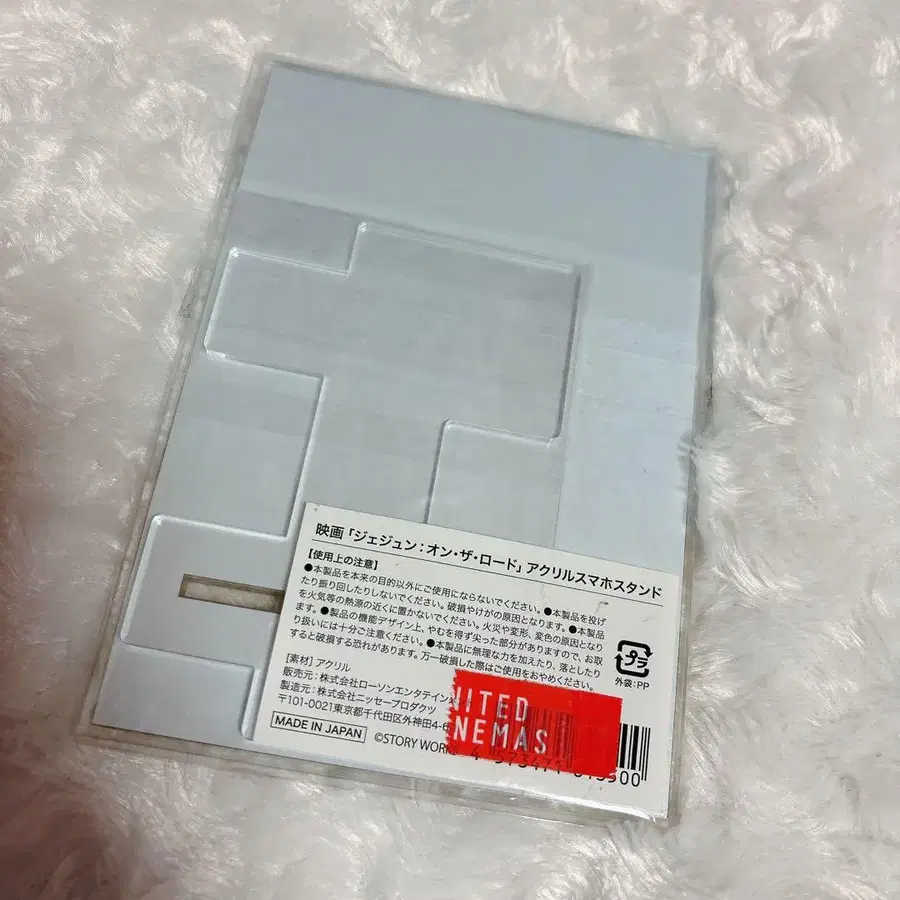 映画「ジェジュン：オン・ザ・ロード」アクリルスマホスタンド
【使用上の注意】
●本製品を本来の目的以外にご使用にならないでください。破損やけがの原因となります。●本製品を投げ
たり振り回したりしないでください。火災や変形、変色の原因となり
を火気等の熱源の近くに置かないでください。
ます。●製品の機能デザイン上、やむを得ず尖った部分がありますので、お取
り扱いには十分ご注意ください。●本製品に無理な力を加えたり、落としたり
すると破損する恐れがあります。万一破損した際はご使用をおやめください。
[素材] アクリル
販売元：株式会社ローソンエンタテイン
製造元：株式会社ニッセープロダクツ
〒101-0021東京都千代田区外神田4-6
MADE IN JAPAN
©STORY WORKS
プラ
外袋：PP
NITED
NEMAS